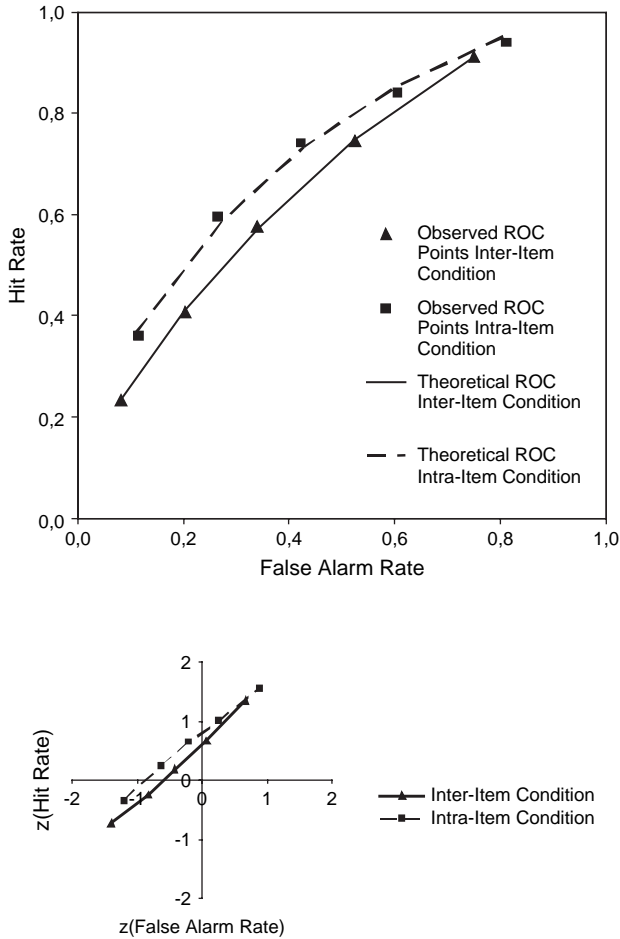 1,0
0,8
0,6
0,4
0,2
0,0
Hit Rate
0,0 0,2 0,4 0,6 0,8 1,0
False Alarm Rate
Observed ROC
Points Inter-Item
Condition
Observed ROC
Points Intra-Item
Condition
Theoretical ROC
Inter-Item Condition
Theoretical ROC
Intra-Item Condition
2
1
0
-1
-2
z(Hit Rate)
-2 -1 0 1 2
z(False Alarm Rate)
Inter-Item Condition
Intra-Item Condition